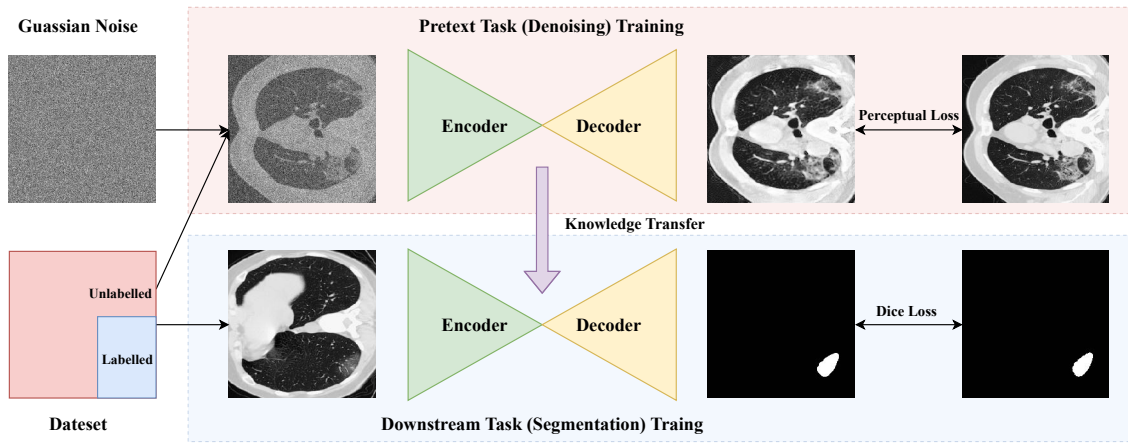 Guassian Noise
Pretext Task (Denoising) Training
Encoder
Decoder
Perceptual Loss
Knowledge Transfer
Unlabelled
Labelled
Encoder
Decoder
Dice Loss
Dateset
Downstream Task (Segmentation) Traing